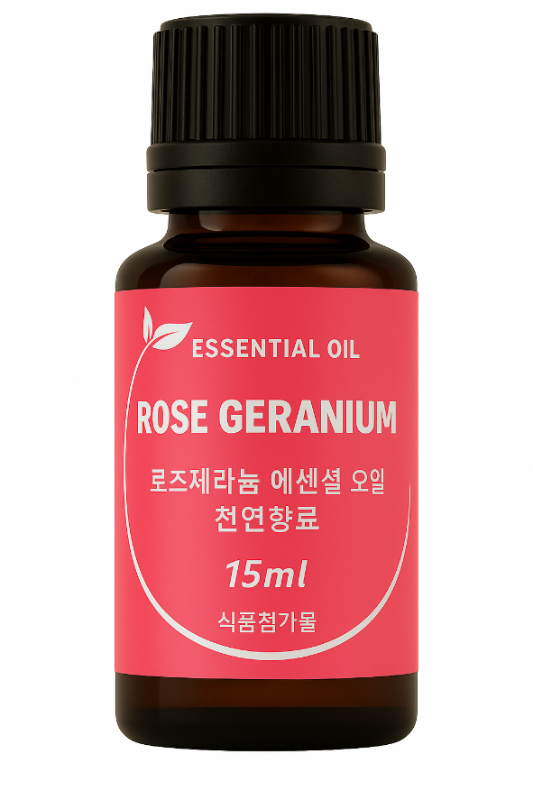 ESSENTIAL OIL
ROSE GERANIUM
로즈제라늄 에센셜 오일
천연향료
15ml
식품첨가물